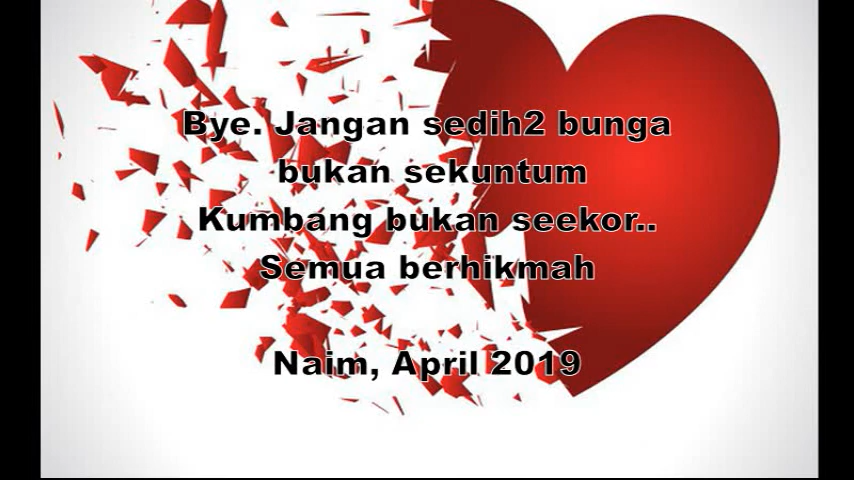 Bye. Jangan sedih2 bunga
bukan sekuntum
Kumbang bukan seekor..
Semua berhikmah
Naim, April 2019